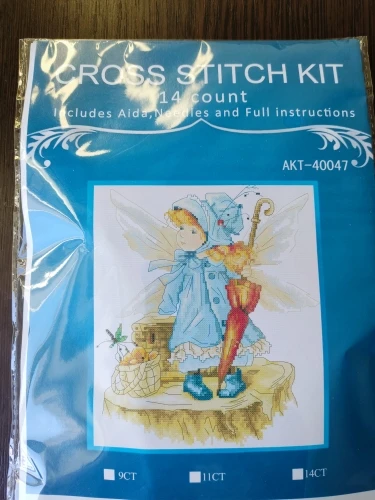 CROSS STITCH KIT
14 count
Includes Aida,Needles and Full instructions
AKT-40047
9CT 11CT 14CT